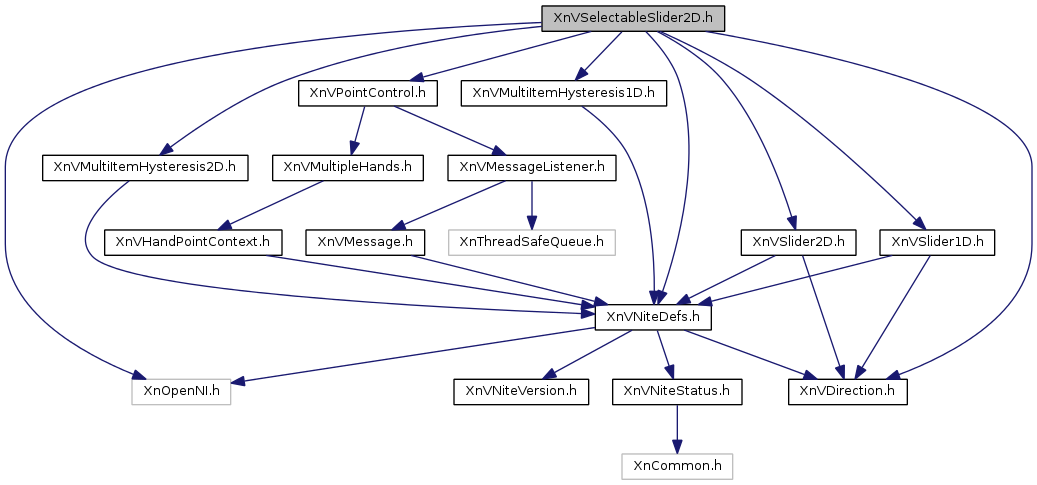 XnVSelectableSlider2D.h
XnVPointControl.h
XnVMultiItemHysteresis1D.h
XnVMultiItemHysteresis2D.h
XnVMultipleHands.h
XnVMessageListener.h
XnVHandPointContext.h
XnVMessage.h
XnThreadSafeQueue.h
XnVSlider2D.h
XnVSlider1D.h
XnVNiteDefs.h
XnOpenNI.h
XnVNiteVersion.h
XnVNiteStatus.h
XnVDirection.h
XnCommon.h